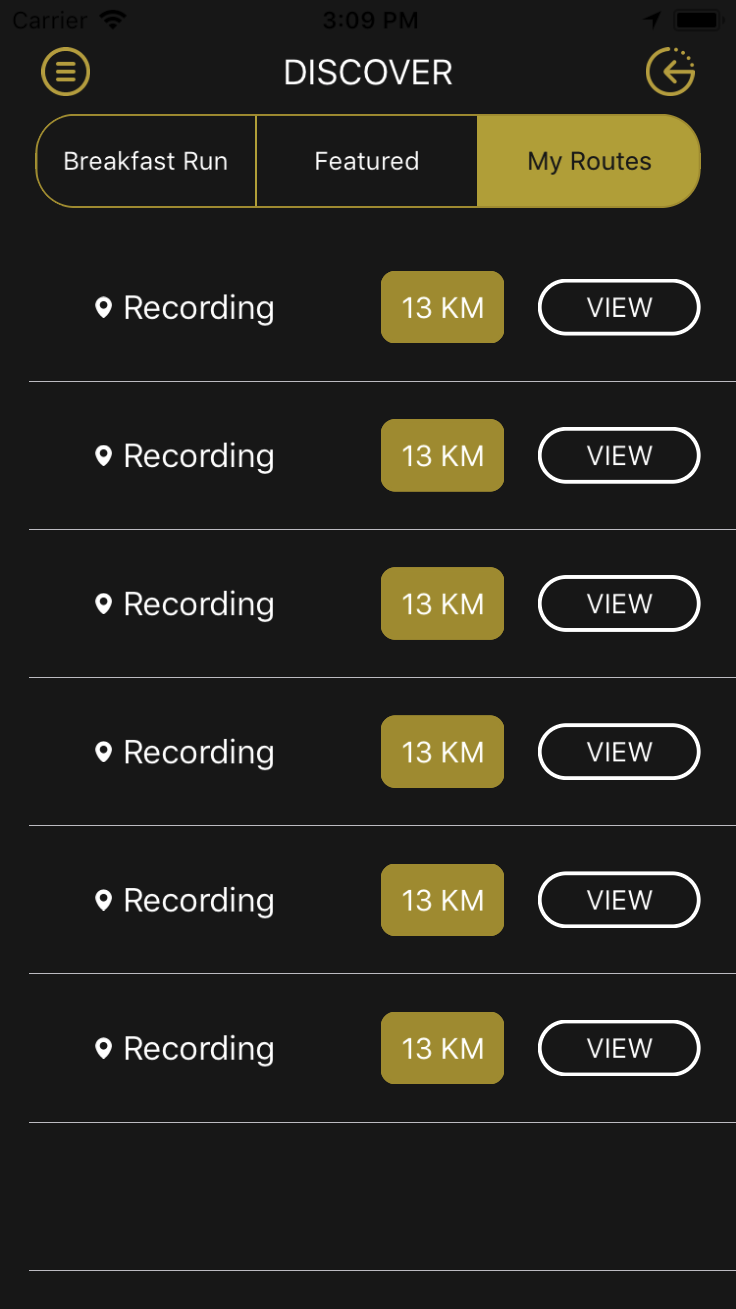 Carrier 3:09 PM
DISCOVER
Breakfast Run Featured My Routes
Recording 13 KM VIEW
Recording 13 KM VIEW
Recording 13 KM VIEW
Recording 13 KM VIEW
Recording 13 KM VIEW
Recording 13 KM VIEW